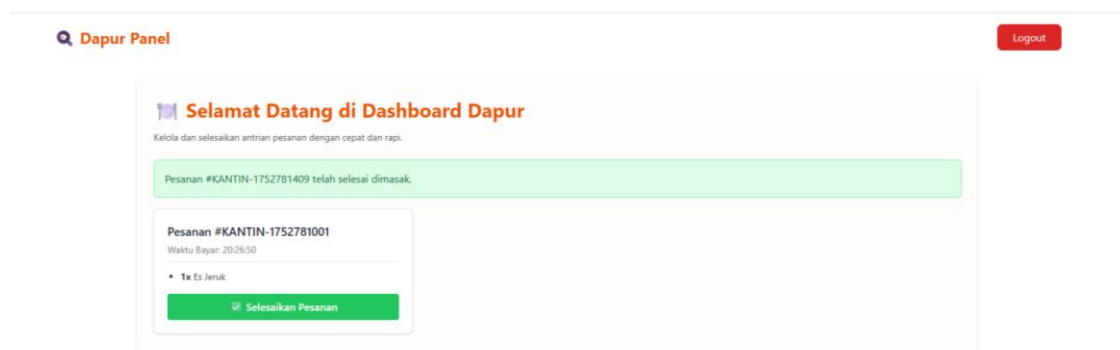 Dapur Panel
Logout
Selamat Datang di Dashboard Dapur
Kelola dan selesaikan antrian pesanan dengan cepat dan rapi.
Pesanan #KANTIN-1752781409 telah selesai dimasak.
Pesanan #KANTIN-1752781001
Waktu Bayar: 20:26:50
• 1x Es Jeruk
✅ Selesaikan Pesanan